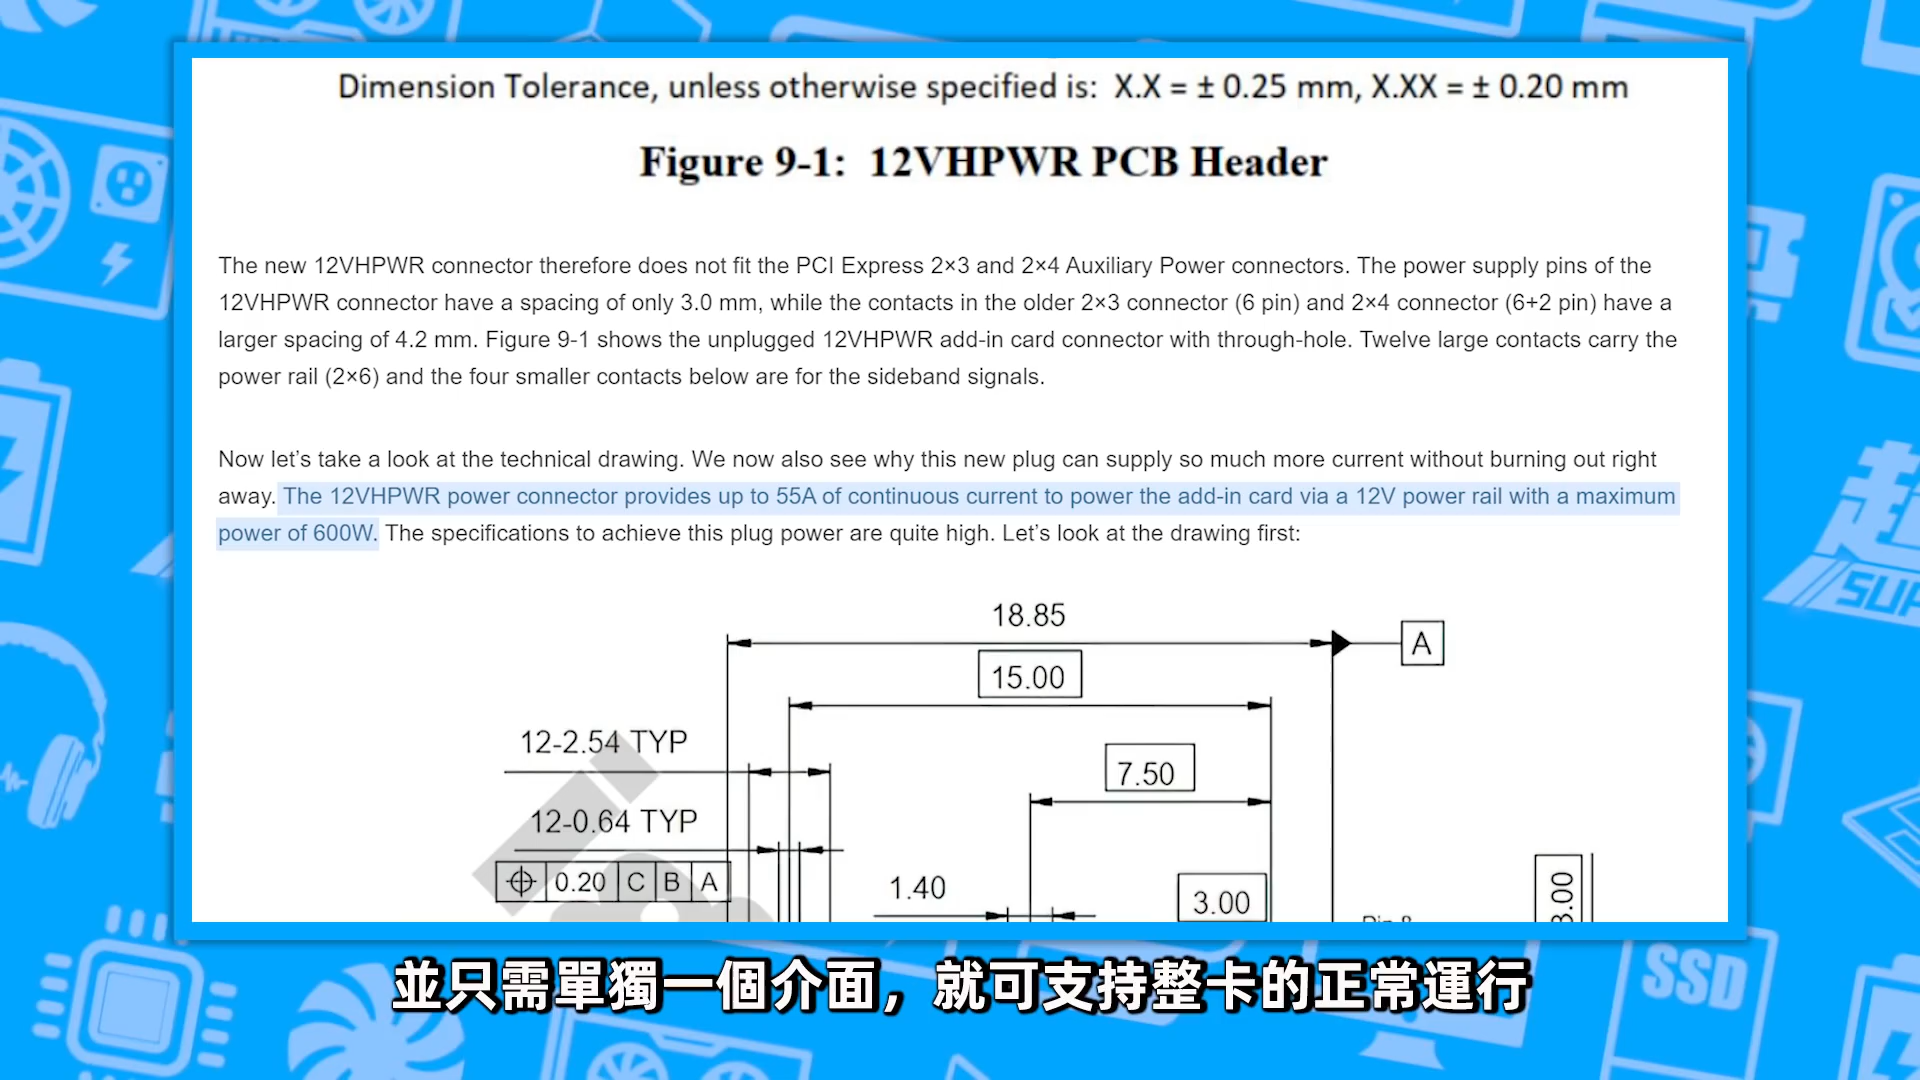 Dimension Tolerance, unless otherwise specified is:  X.X = ± 0.25 mm, X.XX = ± 0.20 mm
Figure 9-1:  12VHPWR PCB Header
The new 12VHPWR connector therefore does not fit the PCI Express 2×3 and 2×4 Auxiliary Power connectors. The power supply pins of the
12VHPWR connector have a spacing of only 3.0 mm, while the contacts in the older 2×3 connector (6 pin) and 2×4 connector (6+2 pin) have a
larger spacing of 4.2 mm. Figure 9-1 shows the unplugged 12VHPWR add-in card connector with through-hole. Twelve large contacts carry the
power rail (2×6) and the four smaller contacts below are for the sideband signals.
Now let’s take a look at the technical drawing. We now also see why this new plug can supply so much more current without burning out right
away. The 12VHPWR power connector provides up to 55A of continuous current to power the add-in card via a 12V power rail with a maximum
power of 600W. The specifications to achieve this plug power are quite high. Let’s look at the drawing first:
18.85
A
15.00
12-2.54 TYP
7.50
12-0.64 TYP
0.20 C B A
1.40
3.00
超
SUP
SSD
並只需單獨一個介面，就可支持整卡的正常運行